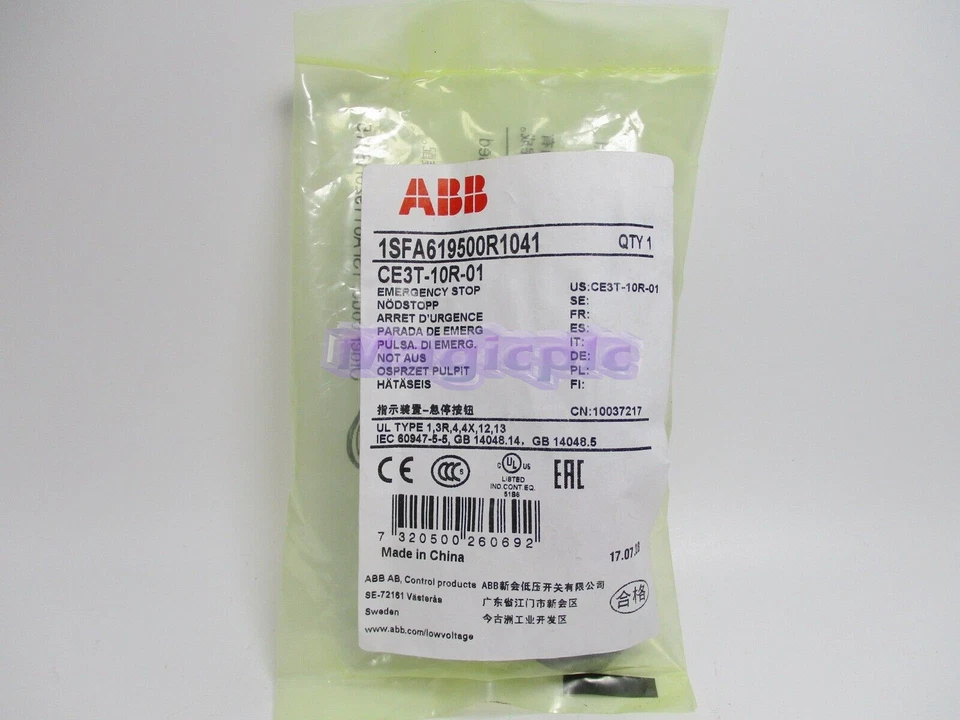 ABB
1SFA619500R1041 QTY 1
CE3T-10R-01
EMERGENCY STOP US:CE3T-10R-01
NÖDSTOPP SE:
ARRET D'URGENCE FR:
PARADA DE EMERG ES:
PULSA. DI EMERG. IT:
NOT AUS DE:
OSPRZET PULPIT PL:
HÄTÄSEIS FI:
Magicplc
指示装置-急停按钮 CN:10037217
UL TYPE 1,3R,4,4X,12,13
IEC 60947-5-5, GB 14048.14, GB 14048.5
CE CCC S C UL US EAC
LISTED
IND.CONT.EQ.
51B6
7 320500 260692
Made in China 17.07
ABB AB, Control products ABB新会低压开关有限公司
SE-72161 Västerås 广东省江门市新会区
Sweden 今古洲工业开发区
www.abb.com/lowvoltage
合格